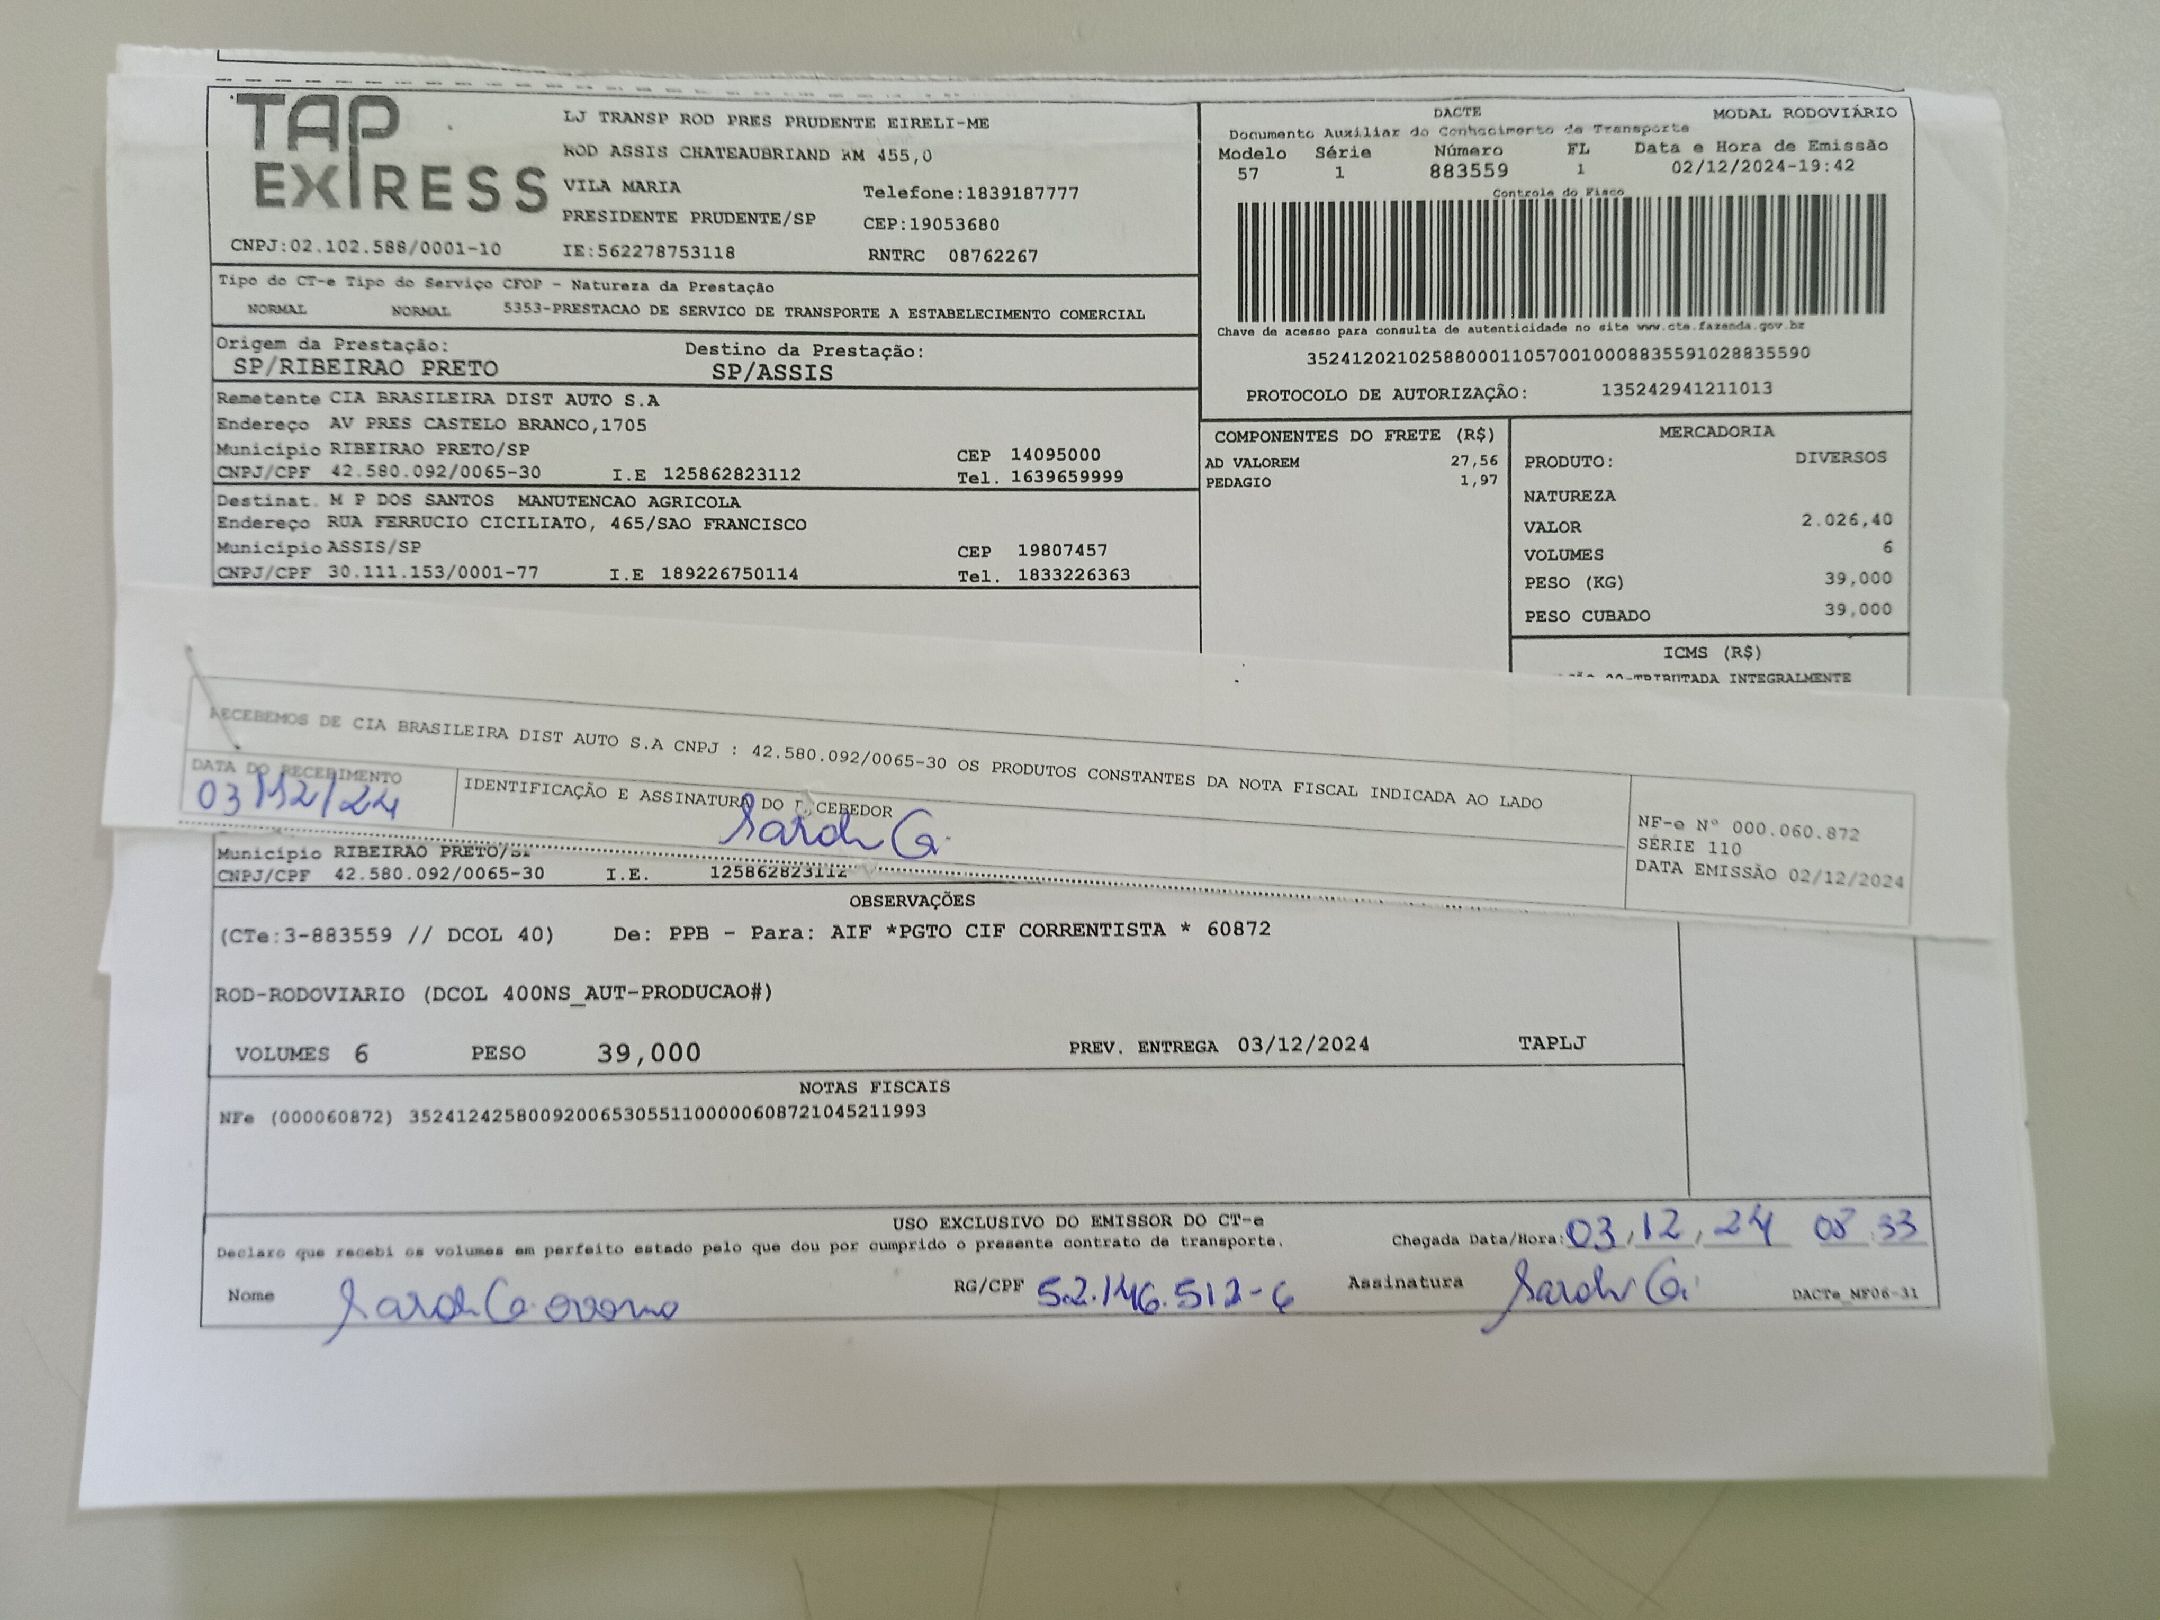 TAP
EXPRESS
LJ TRANSP ROD PRES PRUDENTE EIRELI-ME
ROD ASSIS CHATEAUBRIAND KM 455,0
VILA MARIA Telefone:1839187777
PRESIDENTE PRUDENTE/SP CEP:19053680
CNPJ:02.102.588/0001-10 IE:562278753118 RNTRC 08762267
DACTE MODAL RODOVIÁRIO
Documento Auxiliar do Conhecimento de Transporte
Modelo Série Número FL Data e Hora de Emissão
57 1 883559 1 02/12/2024-19:42
Controle do Fisco
Chave de acesso para consulta de autenticidade no site www.cte.fazenda.gov.br
35241202102588000110570010008835591028835590
PROTOCOLO DE AUTORIZAÇÃO: 135242941211013
Tipo do CT-e Tipo do Serviço CFOP - Natureza da Prestação
NORMAL NORMAL 5353-PRESTACAO DE SERVICO DE TRANSPORTE A ESTABELECIMENTO COMERCIAL
Origem da Prestação: Destino da Prestação:
SP/RIBEIRAO PRETO SP/ASSIS
Remetente CIA BRASILEIRA DIST AUTO S.A
Endereço AV PRES CASTELO BRANCO,1705
Município RIBEIRAO PRETO/SP CEP 14095000
CNPJ/CPF 42.580.092/0065-30 I.E 125862823112 Tel. 1639659999
Destinat. M P DOS SANTOS MANUTENCAO AGRICOLA
Endereço RUA FERRUCIO CICILIATO, 465/SAO FRANCISCO
Município ASSIS/SP CEP 19807457
CNPJ/CPF 30.111.153/0001-77 I.E 189226750114 Tel. 1833226363
COMPONENTES DO FRETE (R$)
AD VALOREM 27,56
PEDAGIO 1,97
MERCADORIA
PRODUTO: DIVERSOS
NATUREZA
VALOR 2.026,40
VOLUMES 6
PESO (KG) 39,000
PESO CUBADO 39,000
ICMS (R$)
00-TRIBUTADA INTEGRALMENTE
RECEBEMOS DE CIA BRASILEIRA DIST AUTO S.A CNPJ : 42.580.092/0065-30 OS PRODUTOS CONSTANTES DA NOTA FISCAL INDICADA AO LADO
DATA DO RECEBIMENTO IDENTIFICAÇÃO E ASSINATURA DO RECEBEDOR
03/12/24 Sarah G.
NF-e Nº 000.060.872
SÉRIE 110
DATA EMISSÃO 02/12/2024
Município RIBEIRAO PRETO/SP
CNPJ/CPF 42.580.092/0065-30 I.E. 125862823112
OBSERVAÇÕES
(CTe:3-883559 // DCOL 40) De: PPB - Para: AIF *PGTO CIF CORRENTISTA * 60872
ROD-RODOVIARIO (DCOL 400NS_AUT-PRODUCAO#)
VOLUMES 6 PESO 39,000 PREV. ENTREGA 03/12/2024 TAPLJ
NOTAS FISCAIS
NFe (000060872) 35241242580092006530551100000608721045211993
USO EXCLUSIVO DO EMISSOR DO CT-e
Declaro que recebi os volumes em perfeito estado pelo que dou por cumprido o presente contrato de transporte. Chegada Data/Hora: 03,12,24 08:33
Nome Sarah RG/CPF 52.146.512-6 Assinatura Sarah G. DACTe_NF06-31